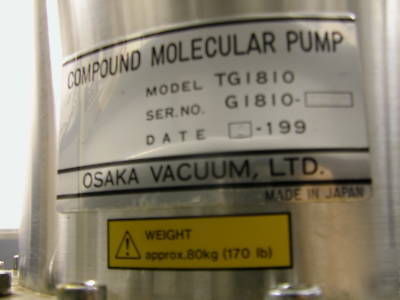 COMPOUND MOLECULAR PUMP
MODEL TG1810
SER.NO. G1810-
DATE -199
OSAKA VACUUM, LTD.
MADE IN JAPAN
WEIGHT
approx.80kg (170 lb)